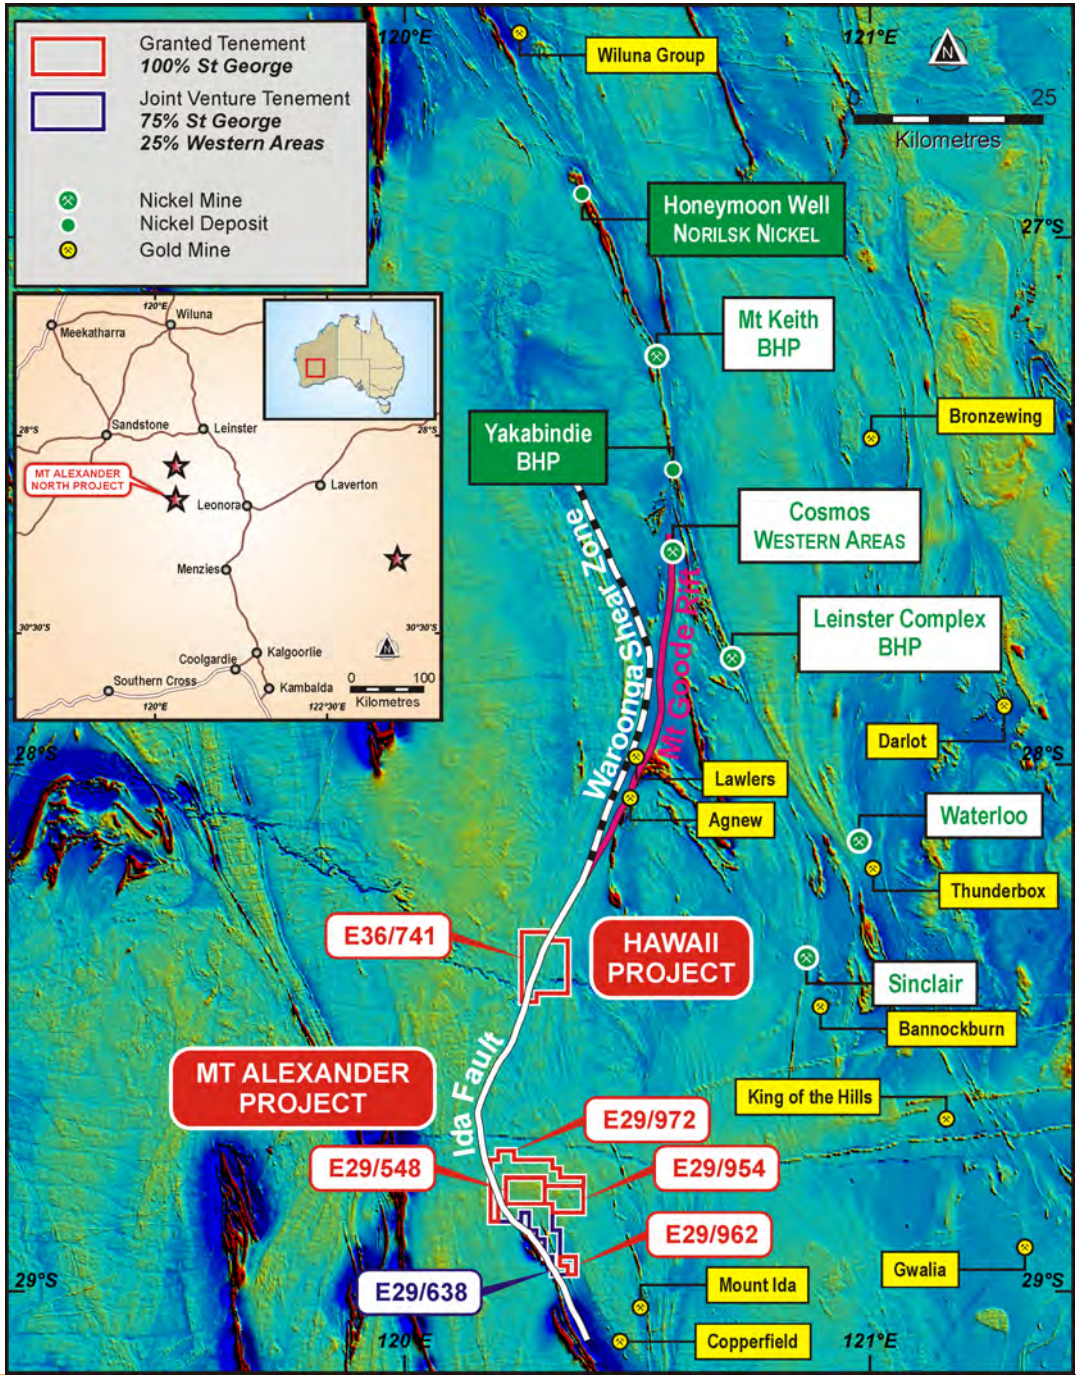 120°E
121°E
Granted Tenement
100% St George
Joint Venture Tenement
75% St George
25% Western Areas
Nickel Mine
Nickel Deposit
Gold Mine
Wiluna Group
N
0 25
Kilometres
Honeymoon Well
NORILSK NICKEL
27°S
Mt Keith
BHP
Yakabindie
BHP
Bronzewing
Cosmos
WESTERN AREAS
Waroonga Shear Zone
Mt Goode Rift
Leinster Complex
BHP
120°E
Wiluna
Meekatharra
28°S
Sandstone
Leinster
28°S
MT ALEXANDER
NORTH PROJECT
Laverton
Leonora
Menzies
30°30'S
30°30'S
N
Coolgardie
Kalgoorlie
Southern Cross
Kambalda
0 100
Kilometres
120°E
122°30'E
Darlot
28°S
28°S
Lawlers
Agnew
Waterloo
Thunderbox
E36/741
HAWAII
PROJECT
Sinclair
Bannockburn
Ida Fault
MT ALEXANDER
PROJECT
King of the Hills
E29/972
E29/548
E29/954
E29/962
E29/638
Gwalia
29°S
29°S
Mount Ida
Copperfield
120°E
121°E